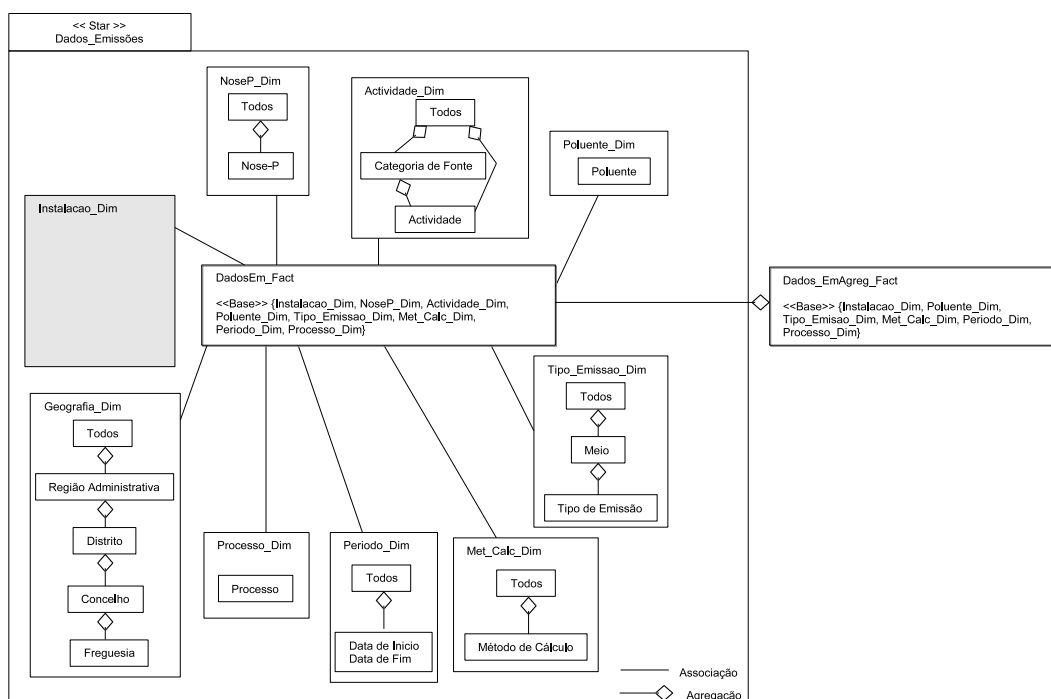 << Star >>
Dados_Emissões
NoseP_Dim
Todos
Nose-P
Actividade_Dim
Todos
Categoria de Fonte
Actividade
Poluente_Dim
Poluente
Instalacao_Dim
DadosEm_Fact
<<Base>> {Instalacao_Dim, NoseP_Dim, Actividade_Dim,
Poluente_Dim, Tipo_Emissao_Dim, Met_Calc_Dim,
Periodo_Dim, Processo_Dim}
Dados_EmAgreg_Fact
<<Base>> {Instalacao_Dim, Poluente_Dim,
Tipo_Emisao_Dim, Met_Calc_Dim, Periodo_Dim,
Processo_Dim}
Geografia_Dim
Todos
Região Administrativa
Distrito
Concelho
Freguesia
Processo_Dim
Processo
Periodo_Dim
Todos
Data de Inicio
Data de Fim
Met_Calc_Dim
Todos
Método de Cálculo
Tipo_Emissao_Dim
Todos
Meio
Tipo de Emissão
Associação
Agregação